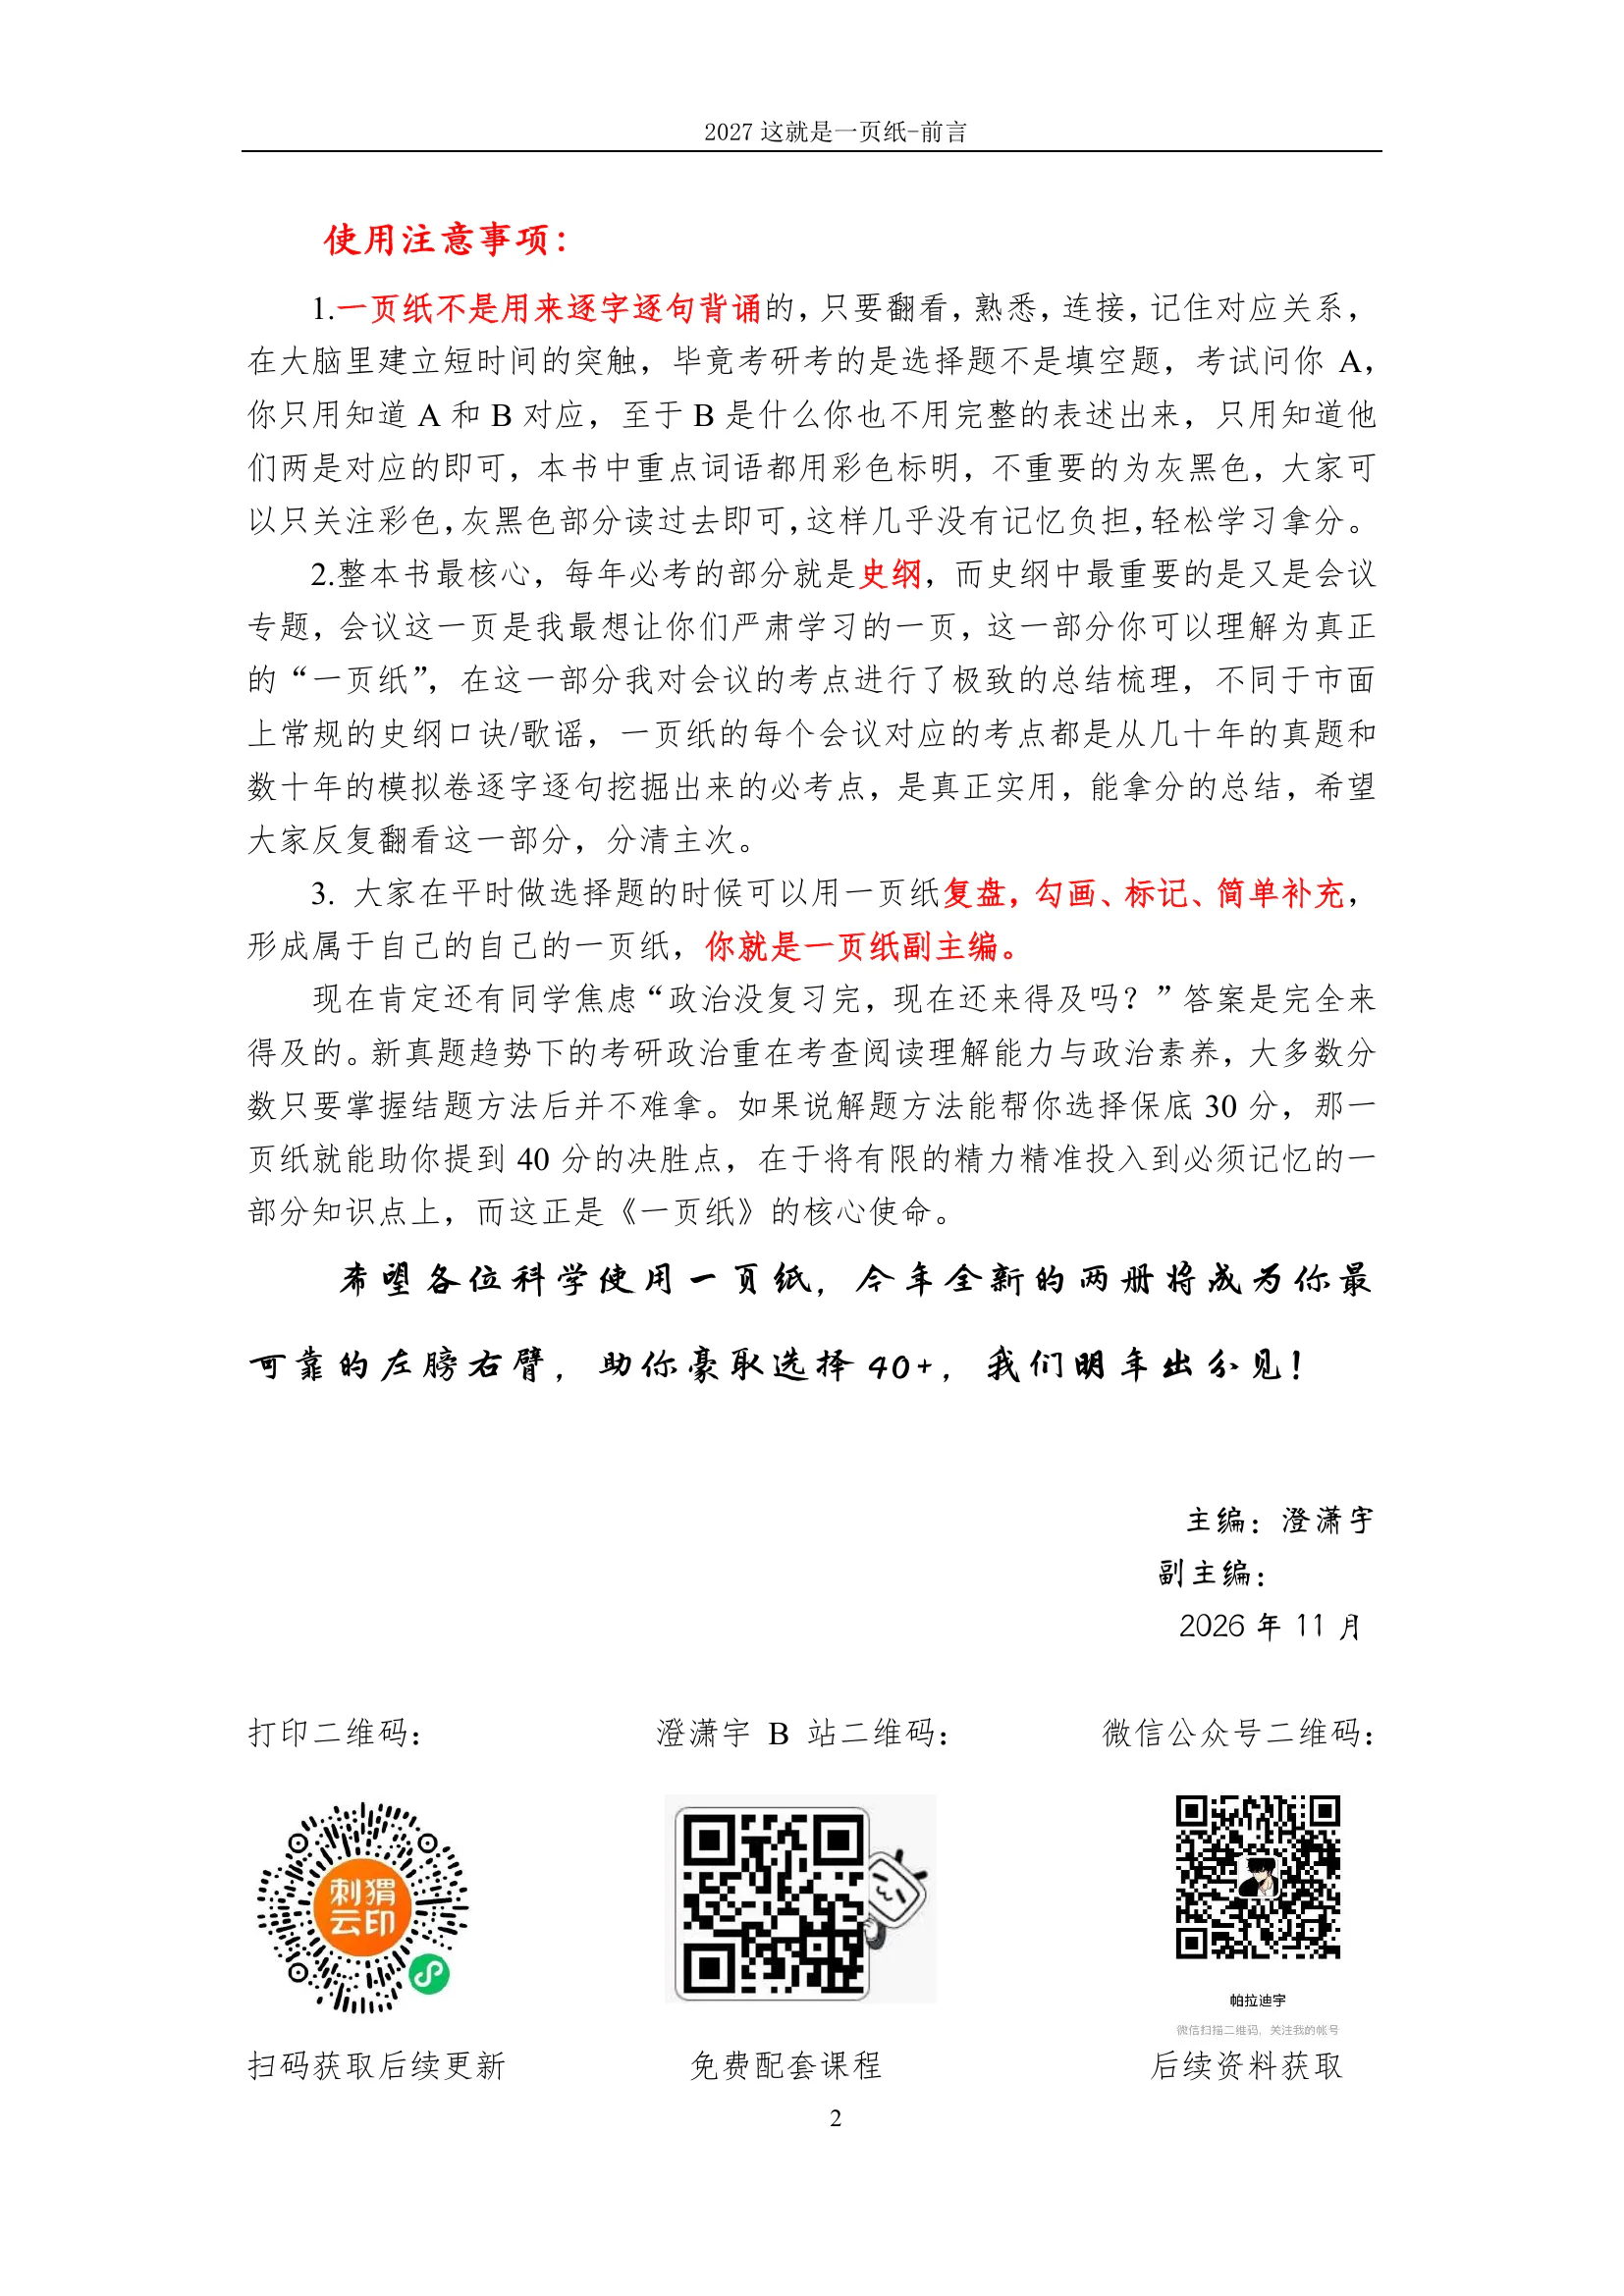 2027 这就是一页纸-前言
使用注意事项：
1.一页纸不是用来逐字逐句背诵的，只要翻看，熟悉，连接，记住对应关系，
在大脑里建立短时间的突触，毕竟考研考的是选择题不是填空题，考试问你 A，
你只用知道 A 和 B 对应，至于 B 是什么你也不用完整的表述出来，只用知道他
们两是对应的即可，本书中重点词语都用彩色标明，不重要的为灰黑色，大家可
以只关注彩色，灰黑色部分读过去即可，这样几乎没有记忆负担，轻松学习拿分。
2.整本书最核心，每年必考的部分就是史纲，而史纲中最重要的是又是会议
专题，会议这一页是我最想让你们严肃学习的一页，这一部分你可以理解为真正
的“一页纸”，在这一部分我对会议的考点进行了极致的总结梳理，不同于市面
上常规的史纲口诀/歌谣，一页纸的每个会议对应的考点都是从几十年的真题和
数十年的模拟卷逐字逐句挖掘出来的必考点，是真正实用，能拿分的总结，希望
大家反复翻看这一部分，分清主次。
3. 大家在平时做选择题的时候可以用一页纸复盘，勾画、标记、简单补充，
形成属于自己的自己的一页纸，你就是一页纸副主编。
现在肯定还有同学焦虑“政治没复习完，现在还来得及吗？”答案是完全来
得及的。新真题趋势下的考研政治重在考查阅读理解能力与政治素养，大多数分
数只要掌握结题方法后并不难拿。如果说解题方法能帮你选择保底 30 分，那一
页纸就能助你提到 40 分的决胜点，在于将有限的精力精准投入到必须记忆的一
部分知识点上，而这正是《一页纸》的核心使命。
希望各位科学使用一页纸，今年全新的两册将成为你最
可靠的左膀右臂，助你豪取选择 40+，我们明年出分见！
主编：澄潇宇
副主编：
2026 年 11 月
打印二维码：
澄潇宇 B 站二维码：
微信公众号二维码：
刺猬
云印
帕拉迪宇
微信扫描二维码，关注我的帐号
扫码获取后续更新
免费配套课程
后续资料获取
2